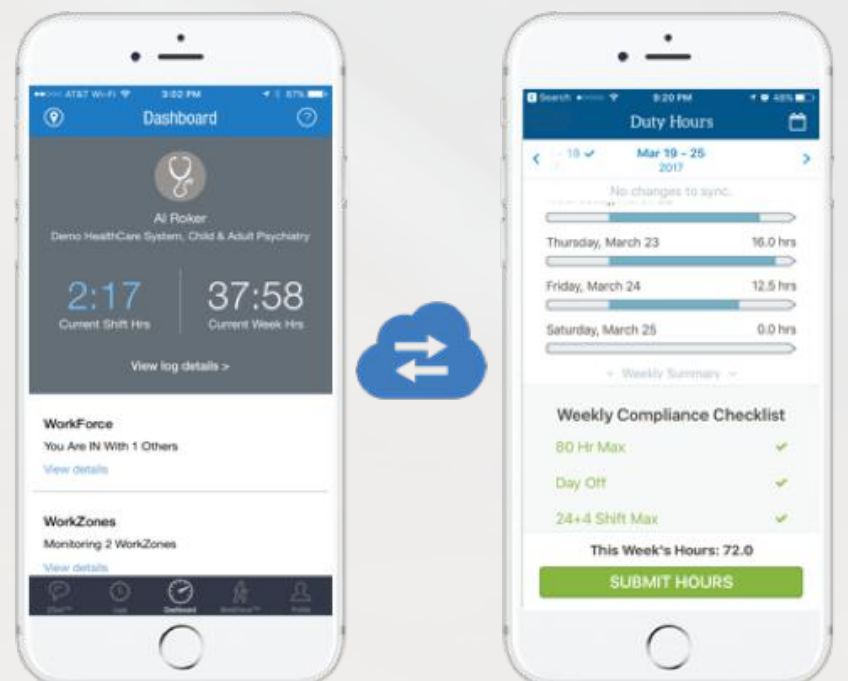 AT&T Wi-Fi 3:02 PM 87%
Dashboard
?
Al Roker
Demo HealthCare System, Child & Adult Psychiatry
2:17 37:58
Current Shift Hrs Current Week Hrs
View log details >
WorkForce
You Are IN With 1 Others
View details
WorkZones
Monitoring 2 WorkZones
View details
Dashboard
Search 9:20 PM 49%
Duty Hours
- 18 Mar 19 - 25
2017
No changes to sync.
Thursday, March 23 16.0 hrs
Friday, March 24 12.5 hrs
Saturday, March 25 0.0 hrs
Weekly Summary
Weekly Compliance Checklist
80 Hr Max
Day Off
24+4 Shift Max
This Week's Hours: 72.0
SUBMIT HOURS